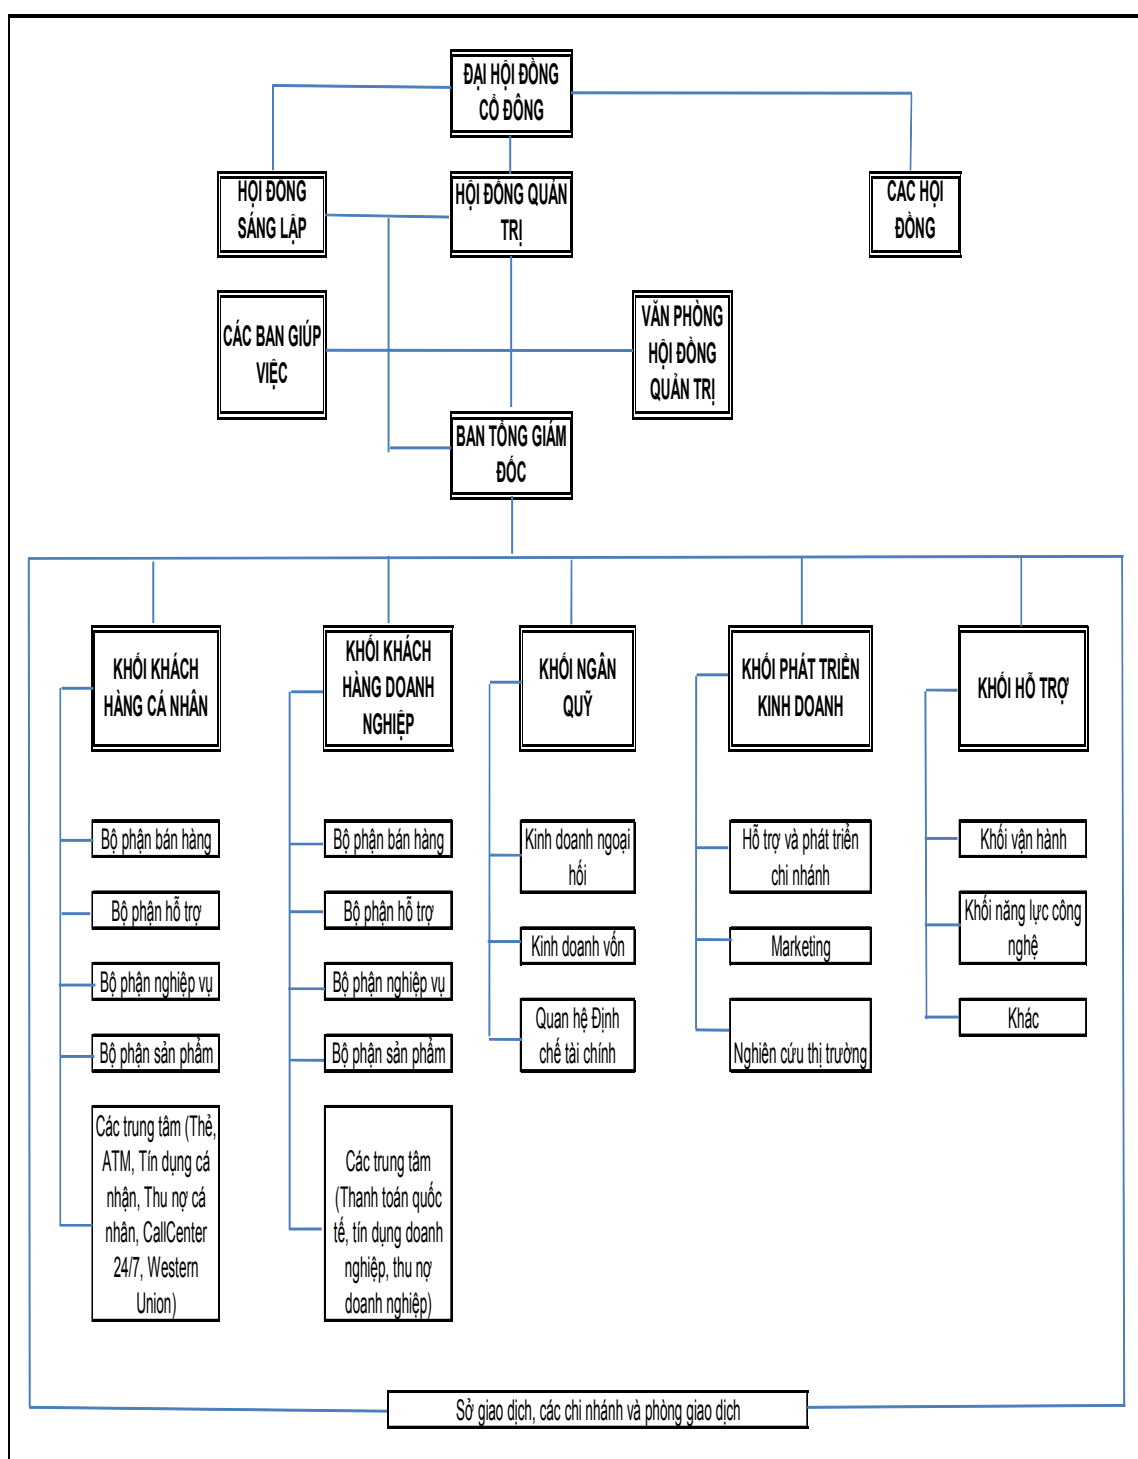 ĐẠI HỘI ĐỒNG
CỔ ĐÔNG
HỘI ĐỒNG
SÁNG LẬP
HỘI ĐỒNG QUẢN
TRỊ
CÁC HỘI
ĐỒNG
CÁC BAN GIÚP
VIỆC
VĂN PHÒNG
HỘI ĐỒNG
QUẢN TRỊ
BAN TỔNG GIÁM
ĐỐC
KHỐI KHÁCH
HÀNG CÁ NHÂN
KHỐI KHÁCH
HÀNG DOANH
NGHIỆP
KHỐI NGÂN
QUỸ
KHỐI PHÁT TRIỂN
KINH DOANH
KHỐI HỖ TRỢ
Bộ phận bán hàng
Bộ phận hỗ trợ
Bộ phận nghiệp vụ
Bộ phận sản phẩm
Các trung tâm (Thẻ,
ATM, Tín dụng cá
nhận, Thu nợ cá
nhân, CallCenter
24/7, Western
Union)
Bộ phận bán hàng
Bộ phận hỗ trợ
Bộ phận nghiệp vụ
Bộ phận sản phẩm
Các trung tâm
(Thanh toán quốc
tế, tín dụng doanh
nghiệp, thu nợ
doanh nghiệp)
Kinh doanh ngoại
hối
Kinh doanh vốn
Quan hệ Định
chế tài chính
Hỗ trợ và phát triển
chi nhánh
Marketing
Nghiên cứu thị trường
Khối vận hành
Khối năng lực công
nghệ
Khác
Sở giao dịch, các chi nhánh và phòng giao dịch